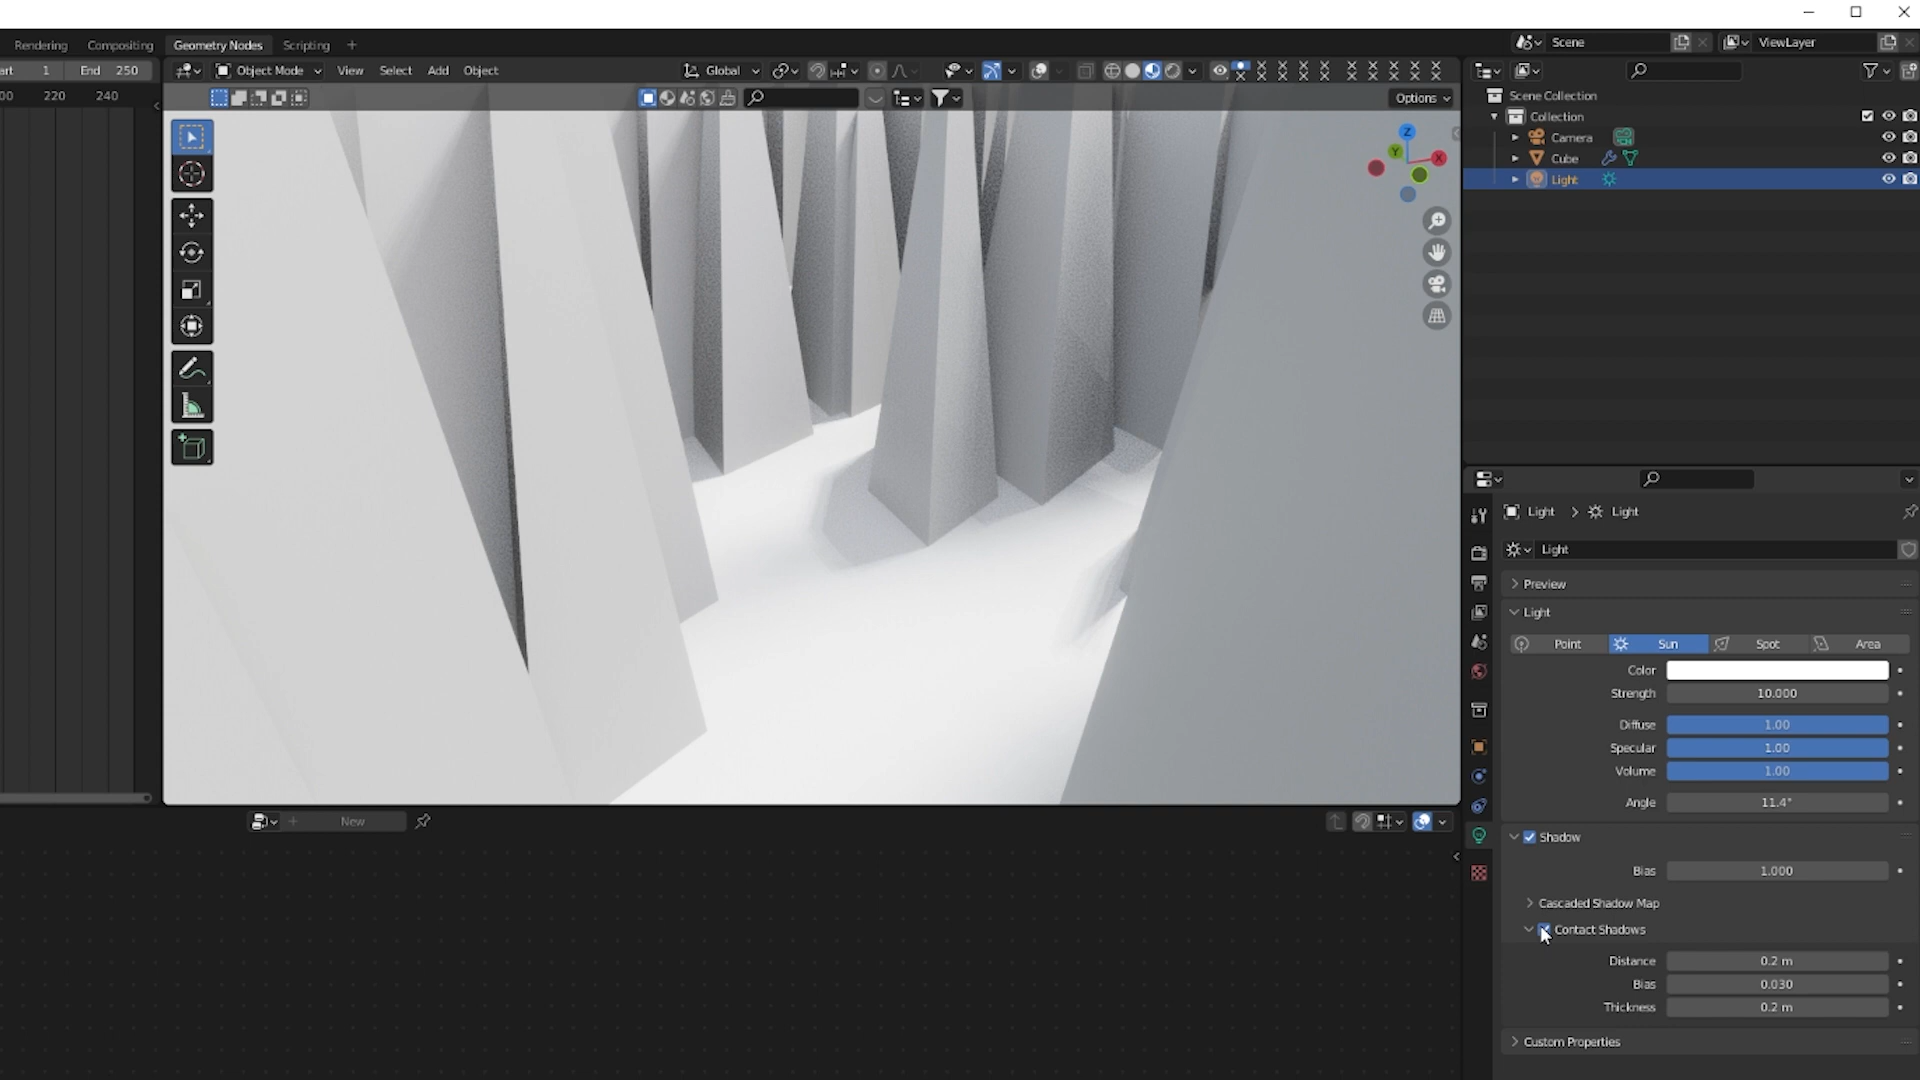 Rendering Compositing Geometry Nodes Scripting +
Scene ViewLayer
art 1 End 250
Object Mode View Select Add Object
Global
00 220 240
Options
Z
Y X
Scene Collection
Collection
Camera
Cube
Light
Light > Light
Light
Preview
Light
Point Sun Spot Area
Color
Strength 10.000
Diffuse 1.00
Specular 1.00
Volume 1.00
Angle 11.4°
Shadow
Bias 1.000
Cascaded Shadow Map
Contact Shadows
Distance 0.2 m
Bias 0.030
Thickness 0.2 m
Custom Properties
New